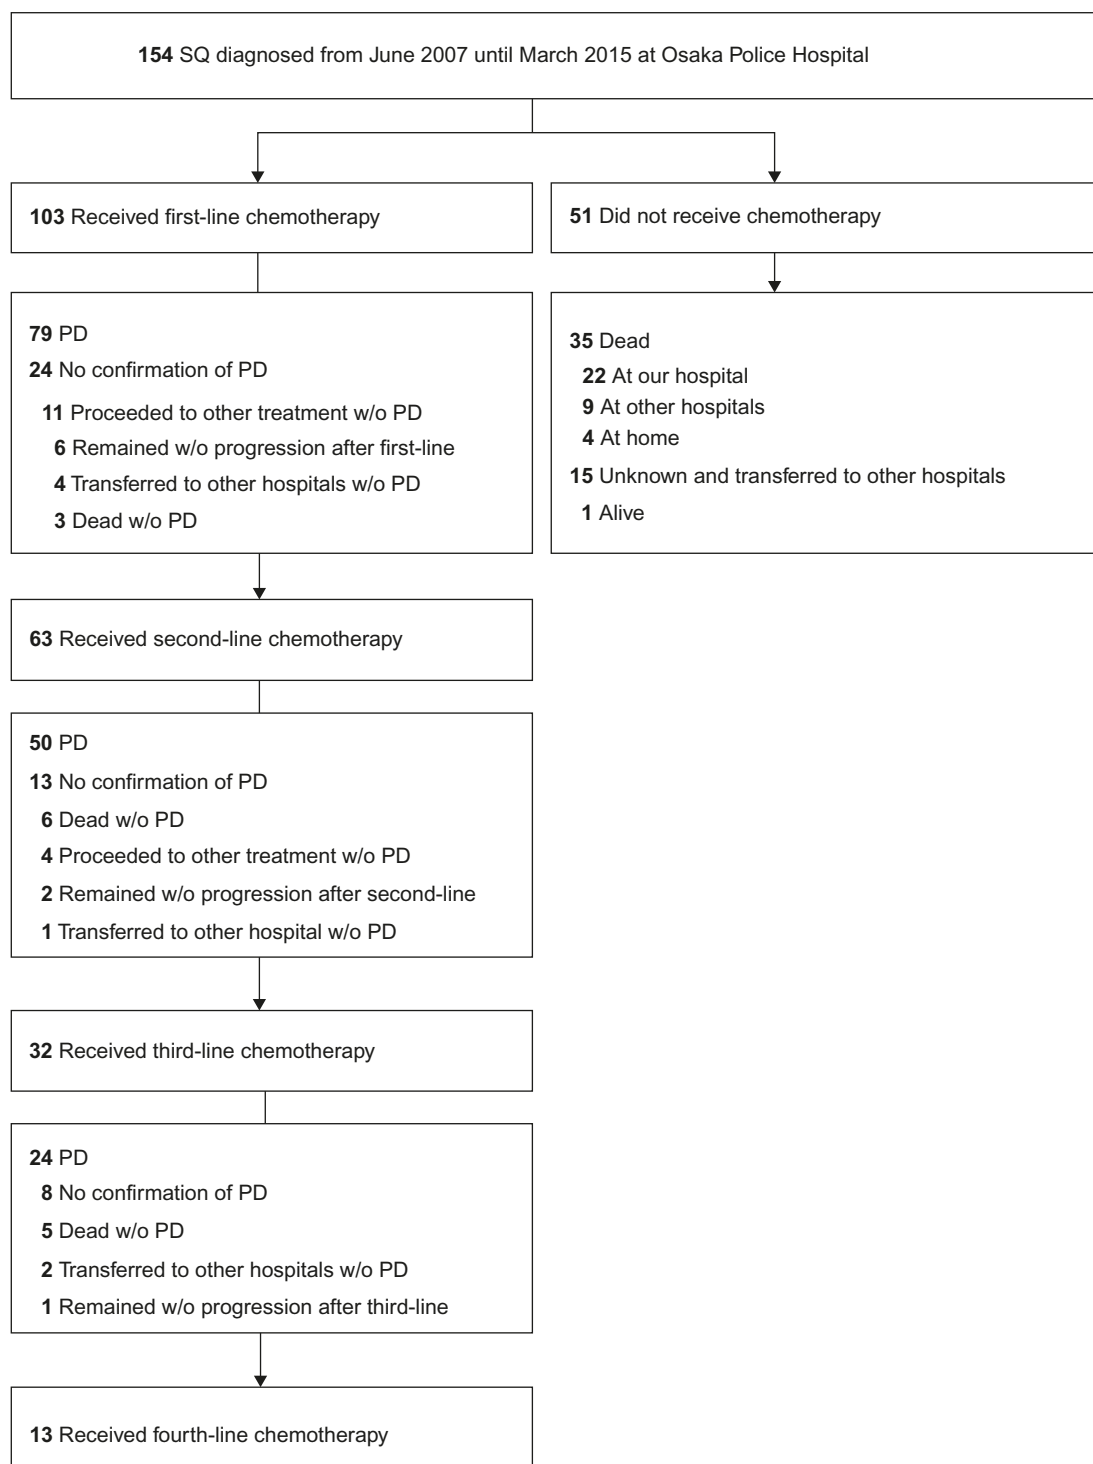 154 SQ diagnosed from June 2007 until March 2015 at Osaka Police Hospital
103 Received first-line chemotherapy
51 Did not receive chemotherapy
79 PD
24 No confirmation of PD
11 Proceeded to other treatment w/o PD
6 Remained w/o progression after first-line
4 Transferred to other hospitals w/o PD
3 Dead w/o PD
35 Dead
22 At our hospital
9 At other hospitals
4 At home
15 Unknown and transferred to other hospitals
1 Alive
63 Received second-line chemotherapy
50 PD
13 No confirmation of PD
6 Dead w/o PD
4 Proceeded to other treatment w/o PD
2 Remained w/o progression after second-line
1 Transferred to other hospital w/o PD
32 Received third-line chemotherapy
24 PD
8 No confirmation of PD
5 Dead w/o PD
2 Transferred to other hospitals w/o PD
1 Remained w/o progression after third-line
13 Received fourth-line chemotherapy